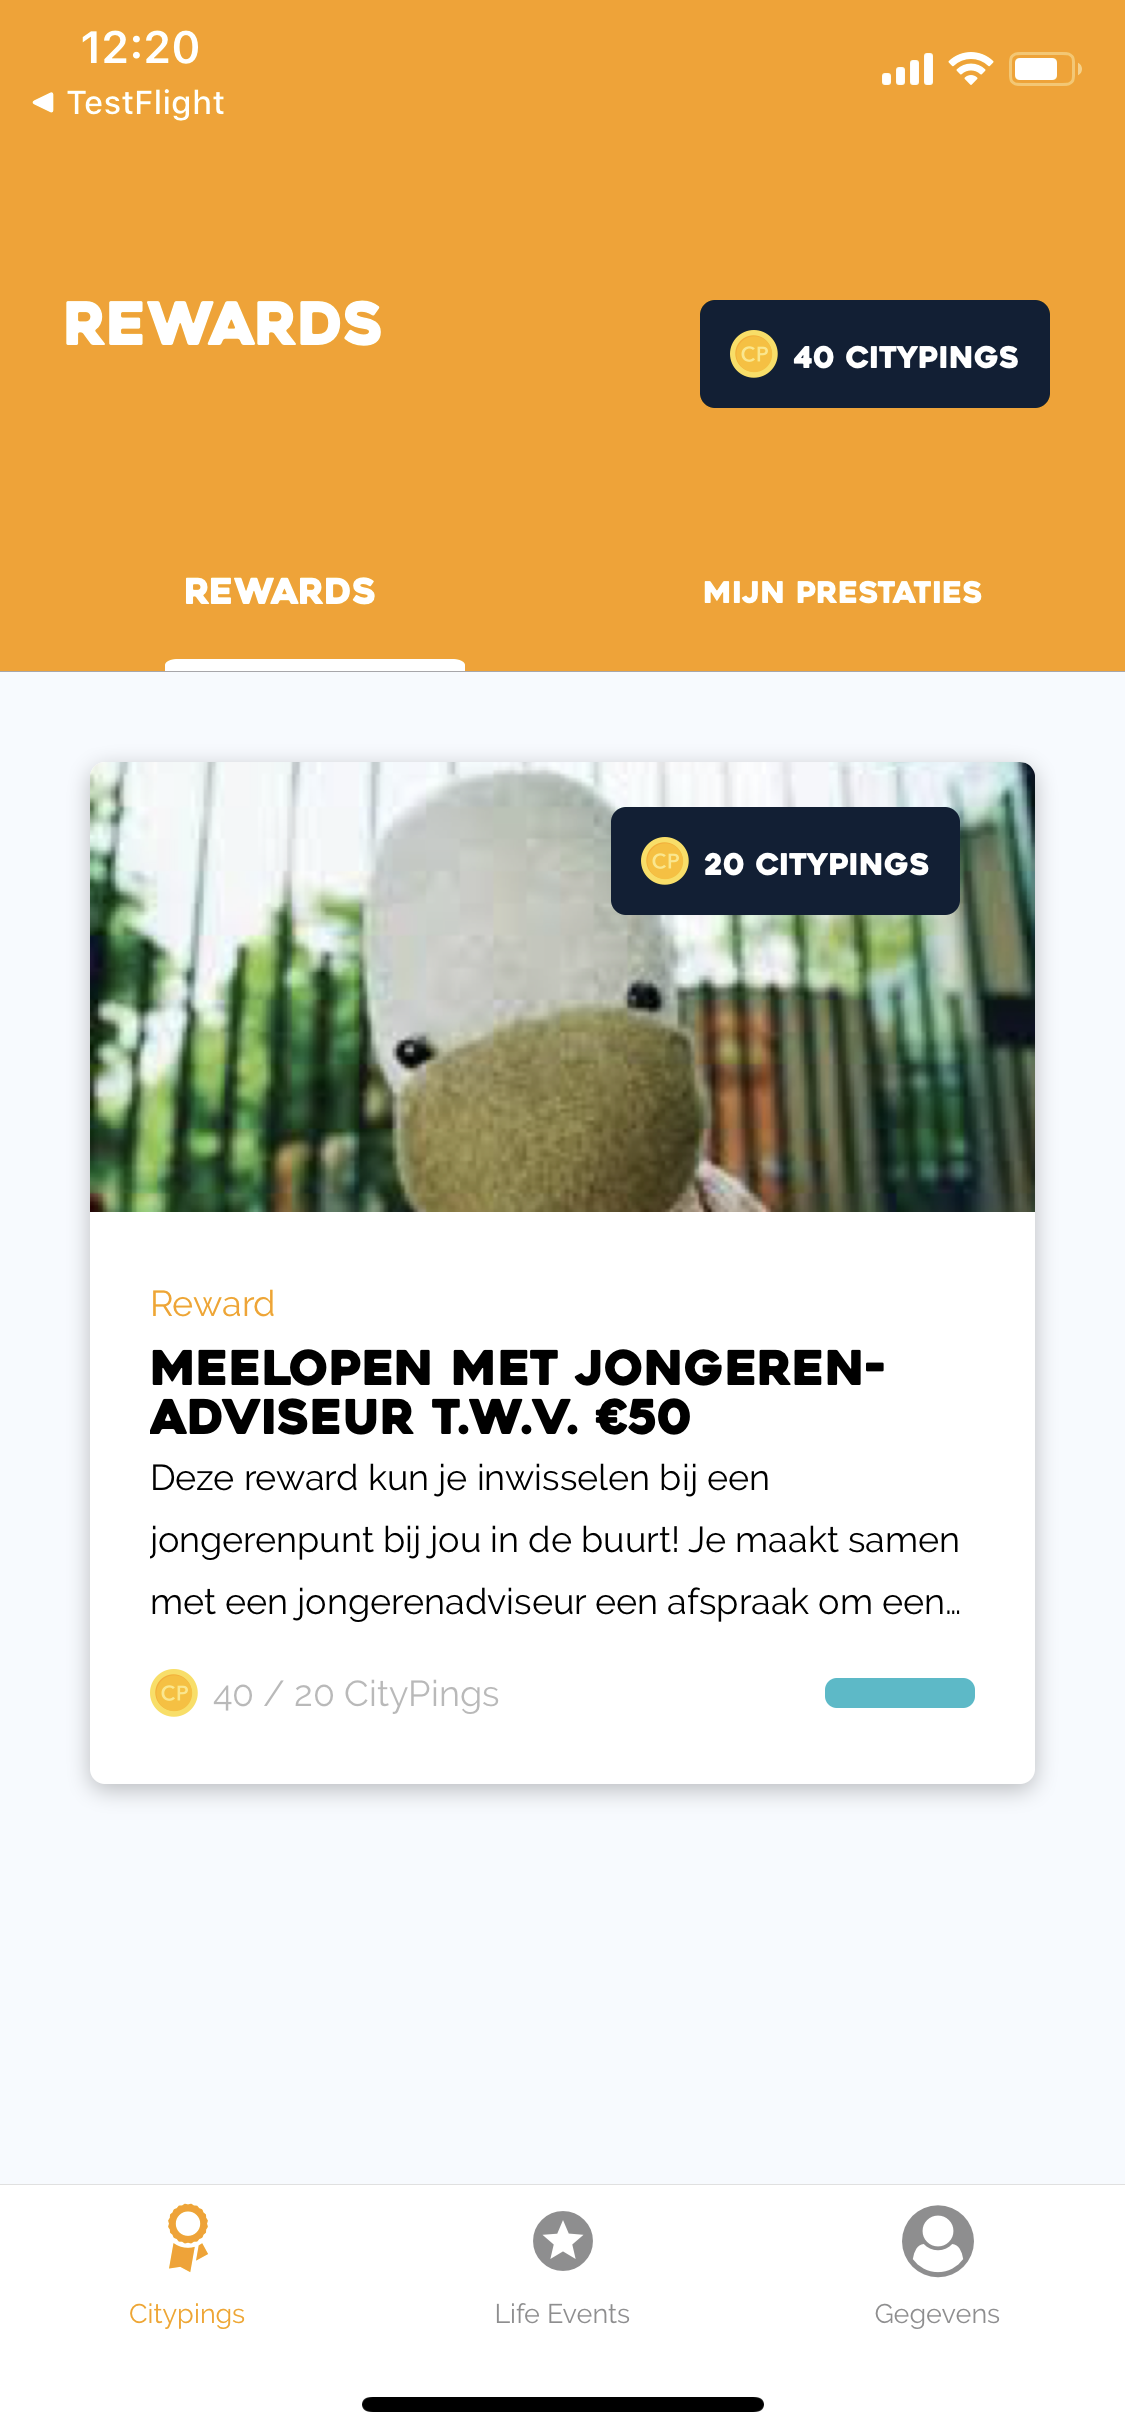 12:20
◀ TestFlight
REWARDS
CP 40 CITYPINGS
REWARDS
MIJN PRESTATIES
CP 20 CITYPINGS
Reward
MEELOPEN MET JONGEREN-
ADVISEUR T.W.V. €50
Deze reward kun je inwisselen bij een
jongerenpunt bij jou in de buurt! Je maakt samen
met een jongerenadviseur een afspraak om een...
CP 40 / 20 CityPings
Citypings
Life Events
Gegevens